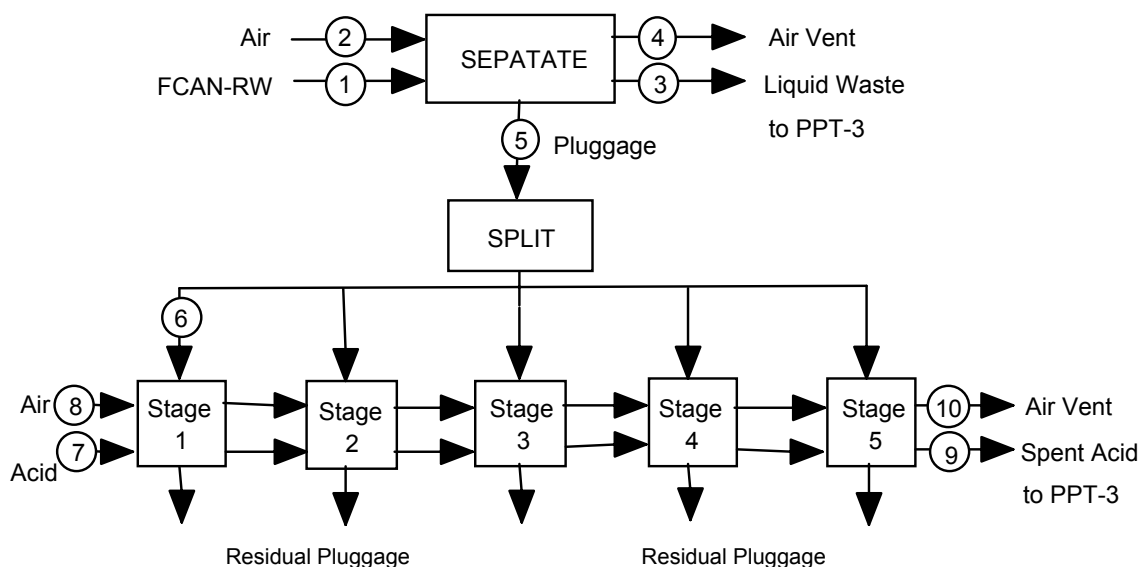 Air 2 4 Air Vent
SEPATATE
FCAN-RW 1 3 Liquid Waste
to PPT-3
5 Pluggage
SPLIT
6
Air 8 Stage 1 Stage 2 Stage 3 Stage 4 Stage 5 10 Air Vent
Acid 7 9 Spent Acid
to PPT-3
Residual Pluggage Residual Pluggage